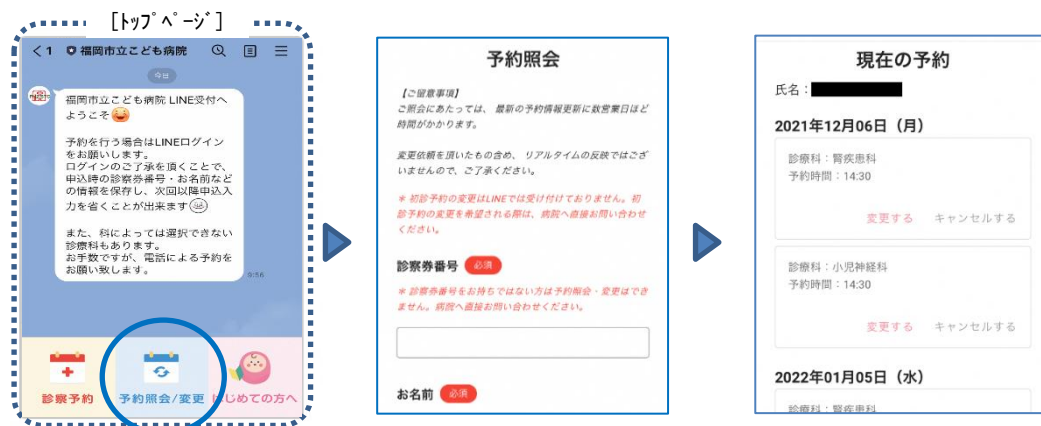 [トップページ]
< 1 福岡市立こども病院
今日
福岡市立こども病院 LINE受付へ
ようこそ
予約を行う場合はLINEログイン
をお願いします。
ログインのご了承を頂くことで、
申込時の診察券番号・お名前など
の情報を保存し、次回以降申込入
力を省くことが出来ます
また、科によっては選択できない
診療科もあります。
お手数ですが、電話による予約を
お願い致します。
診察予約
予約照会/変更
はじめての方へ
予約照会
【ご留意事項】
ご照会にあたっては、最新の予約情報更新に数営業日ほど
時間がかかります。
変更依頼を頂いたもの含め、リアルタイムの反映ではござ
いませんので、ご了承ください。
* 初診予約の変更はLINEでは受け付けておりません。初
診予約の変更を希望される際は、病院へ直接お問い合わせ
ください。
診察券番号 必須
* 診察券番号をお持ちではない方は予約照会・変更はでき
ません。病院へ直接お問い合わせください。
お名前 必須
現在の予約
氏名：
2021年12月06日（月）
診療科：腎疾患科
予約時間：14:30
変更する キャンセルする
診療科：小児神経科
予約時間：14:30
変更する キャンセルする
2022年01月05日（水）
診療科：腎疾患科